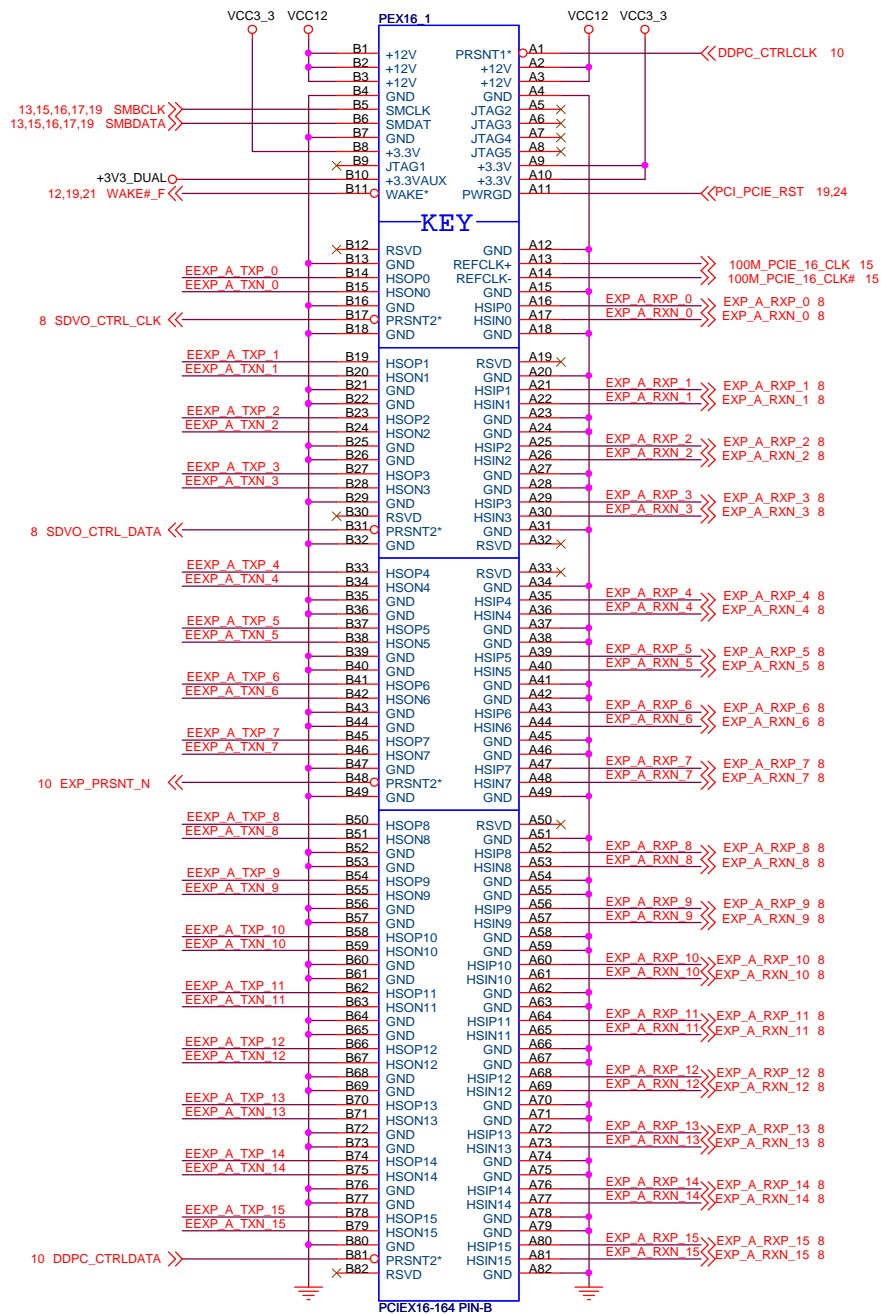 VCC3_3 VCC12 PEX16_1 VCC12 VCC3_3
B1 +12V PRSNT1* A1 DDPC_CTRLCLK 10
B2 +12V +12V A2
B3 +12V +12V A3
B4 GND GND A4
13,15,16,17,19 SMBCLK B5 SMCLK JTAG2 A5
13,15,16,17,19 SMBDATA B6 SMDAT JTAG3 A6
B7 GND JTAG4 A7
B8 +3.3V JTAG5 A8
B9 JTAG1 +3.3V A9
+3V3_DUAL B10 +3.3VAUX +3.3V A10
12,19,21 WAKE#_F B11 WAKE* PWRGD A11 PCI_PCIE_RST 19,24
KEY
B12 RSVD GND A12
B13 GND REFCLK+ A13 100M_PCIE_16_CLK 15
EEXP_A_TXP_0 B14 HSOP0 REFCLK- A14 100M_PCIE_16_CLK# 15
EEXP_A_TXN_0 B15 HSON0 GND A15
B16 GND HSIP0 A16 EXP_A_RXP_0 EXP_A_RXP_0 8
8 SDVO_CTRL_CLK B17 PRSNT2* HSIN0 A17 EXP_A_RXN_0 EXP_A_RXN_0 8
B18 GND GND A18
EEXP_A_TXP_1 B19 HSOP1 RSVD A19
EEXP_A_TXN_1 B20 HSON1 GND A20
B21 GND HSIP1 A21 EXP_A_RXP_1 EXP_A_RXP_1 8
B22 GND HSIN1 A22 EXP_A_RXN_1 EXP_A_RXN_1 8
EEXP_A_TXP_2 B23 HSOP2 GND A23
EEXP_A_TXN_2 B24 HSON2 GND A24
B25 GND HSIP2 A25 EXP_A_RXP_2 EXP_A_RXP_2 8
B26 GND HSIN2 A26 EXP_A_RXN_2 EXP_A_RXN_2 8
EEXP_A_TXP_3 B27 HSOP3 GND A27
EEXP_A_TXN_3 B28 HSON3 GND A28
B29 GND HSIP3 A29 EXP_A_RXP_3 EXP_A_RXP_3 8
B30 RSVD HSIN3 A30 EXP_A_RXN_3 EXP_A_RXN_3 8
8 SDVO_CTRL_DATA B31 PRSNT2* GND A31
B32 GND RSVD A32
EEXP_A_TXP_4 B33 HSOP4 RSVD A33
EEXP_A_TXN_4 B34 HSON4 GND A34
B35 GND HSIP4 A35 EXP_A_RXP_4 EXP_A_RXP_4 8
B36 GND HSIN4 A36 EXP_A_RXN_4 EXP_A_RXN_4 8
EEXP_A_TXP_5 B37 HSOP5 GND A37
EEXP_A_TXN_5 B38 HSON5 GND A38
B39 GND HSIP5 A39 EXP_A_RXP_5 EXP_A_RXP_5 8
B40 GND HSIN5 A40 EXP_A_RXN_5 EXP_A_RXN_5 8
EEXP_A_TXP_6 B41 HSOP6 GND A41
EEXP_A_TXN_6 B42 HSON6 GND A42
B43 GND HSIP6 A43 EXP_A_RXP_6 EXP_A_RXP_6 8
B44 GND HSIN6 A44 EXP_A_RXN_6 EXP_A_RXN_6 8
EEXP_A_TXP_7 B45 HSOP7 GND A45
EEXP_A_TXN_7 B46 HSON7 GND A46
B47 GND HSIP7 A47 EXP_A_RXP_7 EXP_A_RXP_7 8
10 EXP_PRSNT_N B48 PRSNT2* HSIN7 A48 EXP_A_RXN_7 EXP_A_RXN_7 8
B49 GND GND A49
EEXP_A_TXP_8 B50 HSOP8 RSVD A50
EEXP_A_TXN_8 B51 HSON8 GND A51
B52 GND HSIP8 A52 EXP_A_RXP_8 EXP_A_RXP_8 8
B53 GND HSIN8 A53 EXP_A_RXN_8 EXP_A_RXN_8 8
EEXP_A_TXP_9 B54 HSOP9 GND A54
EEXP_A_TXN_9 B55 HSON9 GND A55
B56 GND HSIP9 A56 EXP_A_RXP_9 EXP_A_RXP_9 8
B57 GND HSIN9 A57 EXP_A_RXN_9 EXP_A_RXN_9 8
EEXP_A_TXP_10 B58 HSOP10 GND A58
EEXP_A_TXN_10 B59 HSON10 GND A59
B60 GND HSIP10 A60 EXP_A_RXP_10 EXP_A_RXP_10 8
B61 GND HSIN10 A61 EXP_A_RXN_10 EXP_A_RXN_10 8
EEXP_A_TXP_11 B62 HSOP11 GND A62
EEXP_A_TXN_11 B63 HSON11 GND A63
B64 GND HSIP11 A64 EXP_A_RXP_11 EXP_A_RXP_11 8
B65 GND HSIN11 A65 EXP_A_RXN_11 EXP_A_RXN_11 8
EEXP_A_TXP_12 B66 HSOP12 GND A66
EEXP_A_TXN_12 B67 HSON12 GND A67
B68 GND HSIP12 A68 EXP_A_RXP_12 EXP_A_RXP_12 8
B69 GND HSIN12 A69 EXP_A_RXN_12 EXP_A_RXN_12 8
EEXP_A_TXP_13 B70 HSOP13 GND A70
EEXP_A_TXN_13 B71 HSON13 GND A71
B72 GND HSIP13 A72 EXP_A_RXP_13 EXP_A_RXP_13 8
B73 GND HSIN13 A73 EXP_A_RXN_13 EXP_A_RXN_13 8
EEXP_A_TXP_14 B74 HSOP14 GND A74
EEXP_A_TXN_14 B75 HSON14 GND A75
B76 GND HSIP14 A76 EXP_A_RXP_14 EXP_A_RXP_14 8
B77 GND HSIN14 A77 EXP_A_RXN_14 EXP_A_RXN_14 8
EEXP_A_TXP_15 B78 HSOP15 GND A78
EEXP_A_TXN_15 B79 HSON15 GND A79
B80 GND HSIP15 A80 EXP_A_RXP_15 EXP_A_RXP_15 8
10 DDPC_CTRLDATA B81 PRSNT2* HSIN15 A81 EXP_A_RXN_15 EXP_A_RXN_15 8
B82 RSVD GND A82
PCIEX16-164 PIN-B